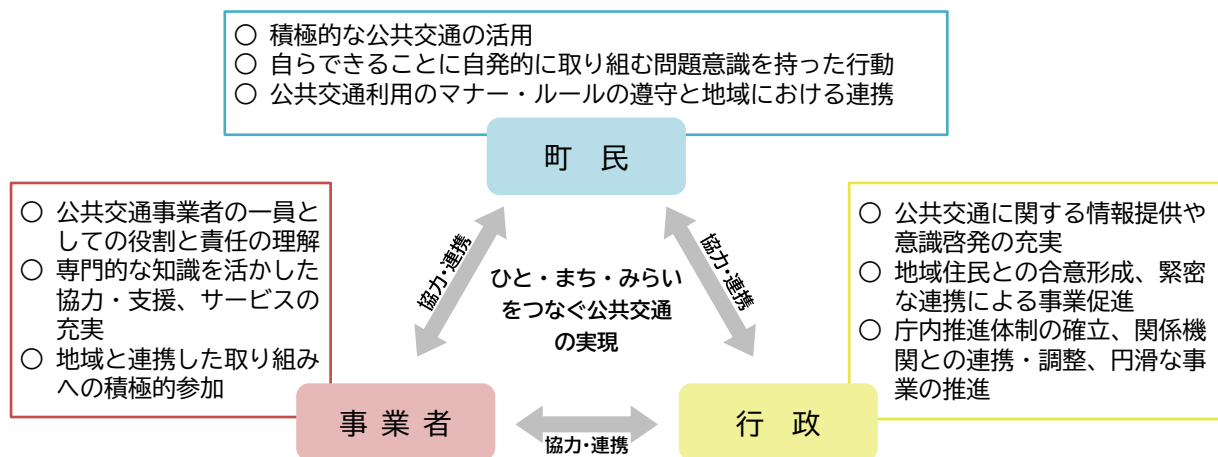 ○ 積極的な公共交通の活用
○ 自らできることに自発的に取り組む問題意識を持った行動
○ 公共交通利用のマナー・ルールの遵守と地域における連携
町 民
○ 公共交通事業者の一員と
しての役割と責任の理解
○ 専門的な知識を活かした
協力・支援、サービスの
充実
○ 地域と連携した取り組み
への積極的参加
事 業 者
協力・連携
ひと・まち・みらい
をつなぐ公共交通
の実現
協力・連携
○ 公共交通に関する情報提供や
意識啓発の充実
○ 地域住民との合意形成、緊密
な連携による事業促進
○ 庁内推進体制の確立、関係機
関との連携・調整、円滑な事
業の推進
行 政
協力・連携